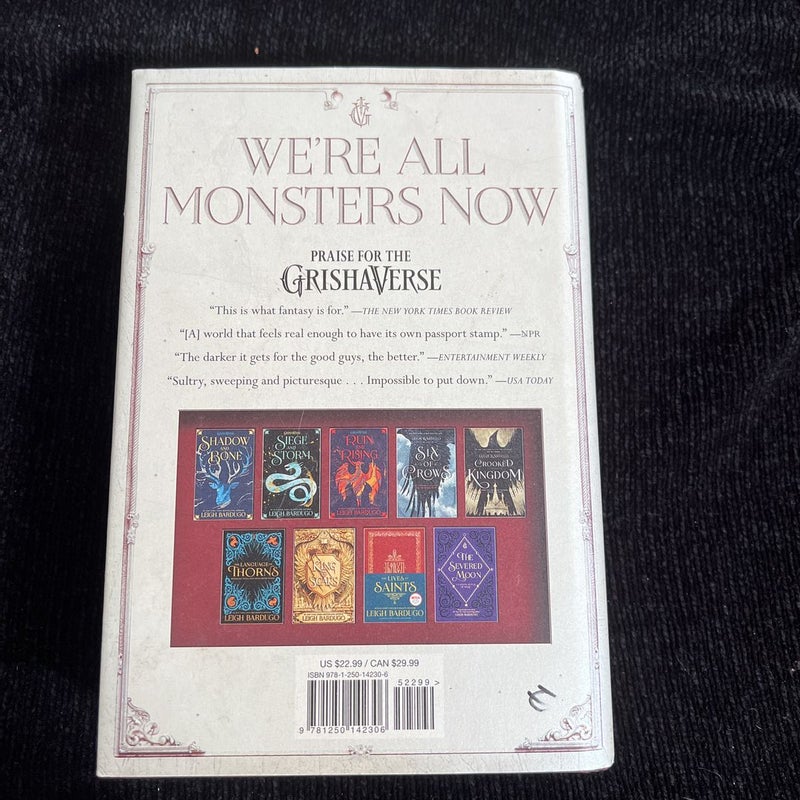 WE'RE ALL
MONSTERS NOW
PRAISE FOR THE
GRISHAVERSE
“This is what fantasy is for.” —THE NEW YORK TIMES BOOK REVIEW
“[A] world that feels real enough to have its own passport stamp.” —NPR
“The darker it gets for the good guys, the better.” —ENTERTAINMENT WEEKLY
“Sultry, sweeping and picturesque . . . Impossible to put down.” —USA TODAY
SHADOW
AND
BONE
LEIGH BARDUGO
SIEGE
AND
STORM
LEIGH BARDUGO
RUIN
AND
RISING
LEIGH BARDUGO
LEIGH BARDUGO
SIX
OF
CROWS
LEIGH BARDUGO
CROOKED
KINGDOM
THE
LANGUAGE
OF
THORNS
LEIGH BARDUGO
KING
OF
SCARS
LEIGH BARDUGO
THE LIVES
OF
SAINTS
LEIGH BARDUGO
THE
SEVERED
MOON
US $22.99 / CAN $29.99
ISBN 978-1-250-14230-6
52299>
9 781250 142306